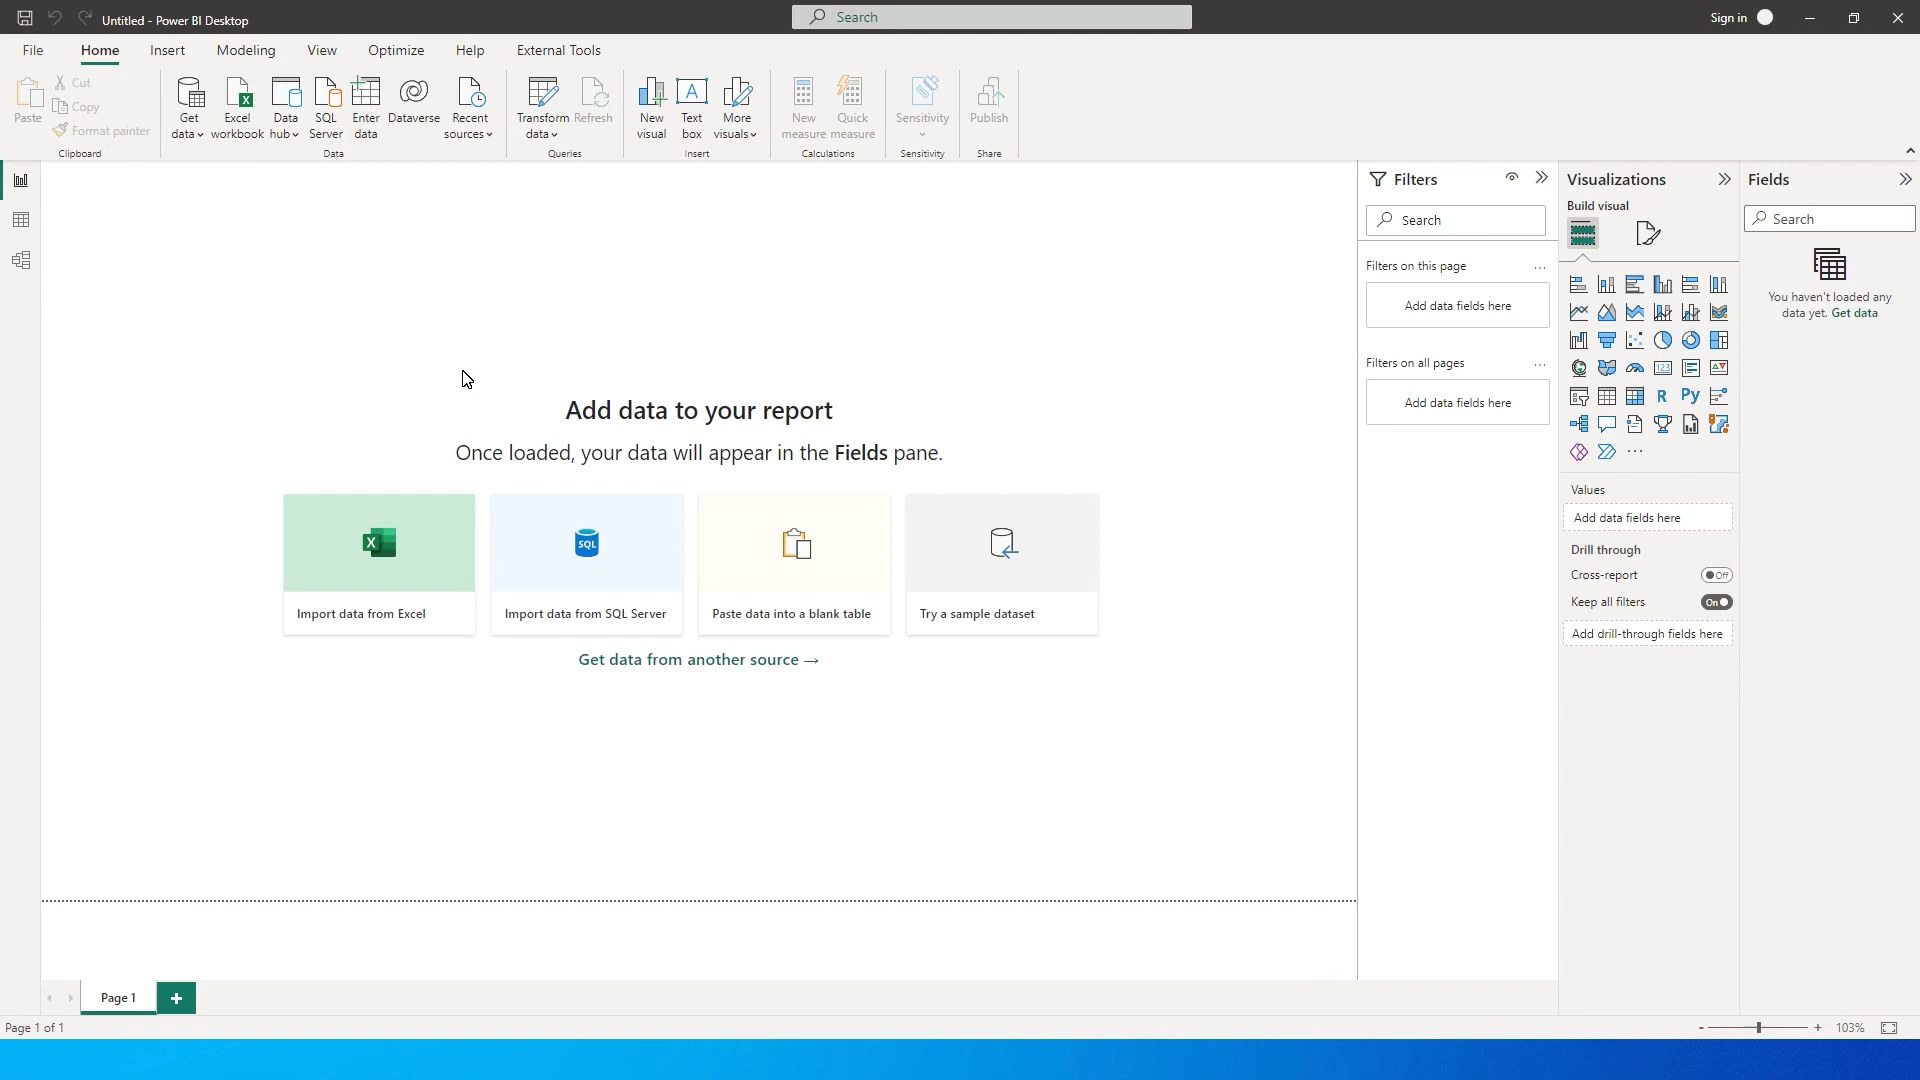 Untitled - Power BI Desktop
Search
Sign in
File Home Insert Modeling View Optimize Help External Tools
Paste
Cut
Copy
Format painter
Clipboard
Get data
Excel workbook
Data hub
SQL Server
Enter data
Dataverse
Recent sources
Data
Transform data
Refresh
Queries
New visual
Text box
More visuals
Insert
New measure
Quick measure
Calculations
Sensitivity
Sensitivity
Publish
Share
Add data to your report
Once loaded, your data will appear in the Fields pane.
X
SQL
Import data from Excel
Import data from SQL Server
Paste data into a blank table
Try a sample dataset
Get data from another source →
Filters
Search
Filters on this page
...
Add data fields here
Filters on all pages
...
Add data fields here
Visualizations
Build visual
123
R
Py
...
Values
Add data fields here
Drill through
Cross-report
Off
Keep all filters
On
Add drill-through fields here
Fields
Search
You haven't loaded any
data yet. Get data
Page 1
+
Page 1 of 1
- + 103%